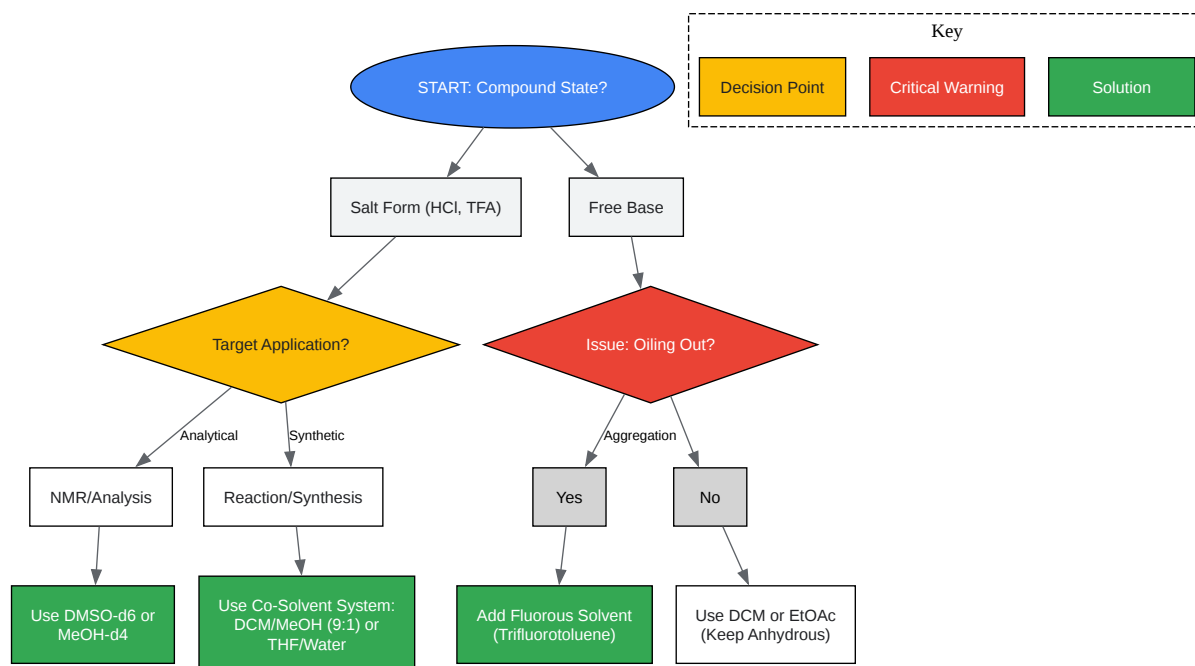 Key
Decision Point
Critical Warning
Solution
START: Compound State?
Salt Form (HCl, TFA)
Free Base
Target Application?
Issue: Oiling Out?
Analytical
Synthetic
Aggregation
NMR/Analysis
Reaction/Synthesis
Yes
No
Use DMSO-d6 or
MeOH-d4
Use Co-Solvent System:
DCM/MeOH (9:1) or
THF/Water
Add Fluorous Solvent
(Trifluorotoluene)
Use DCM or EtOAc
(Keep Anhydrous)